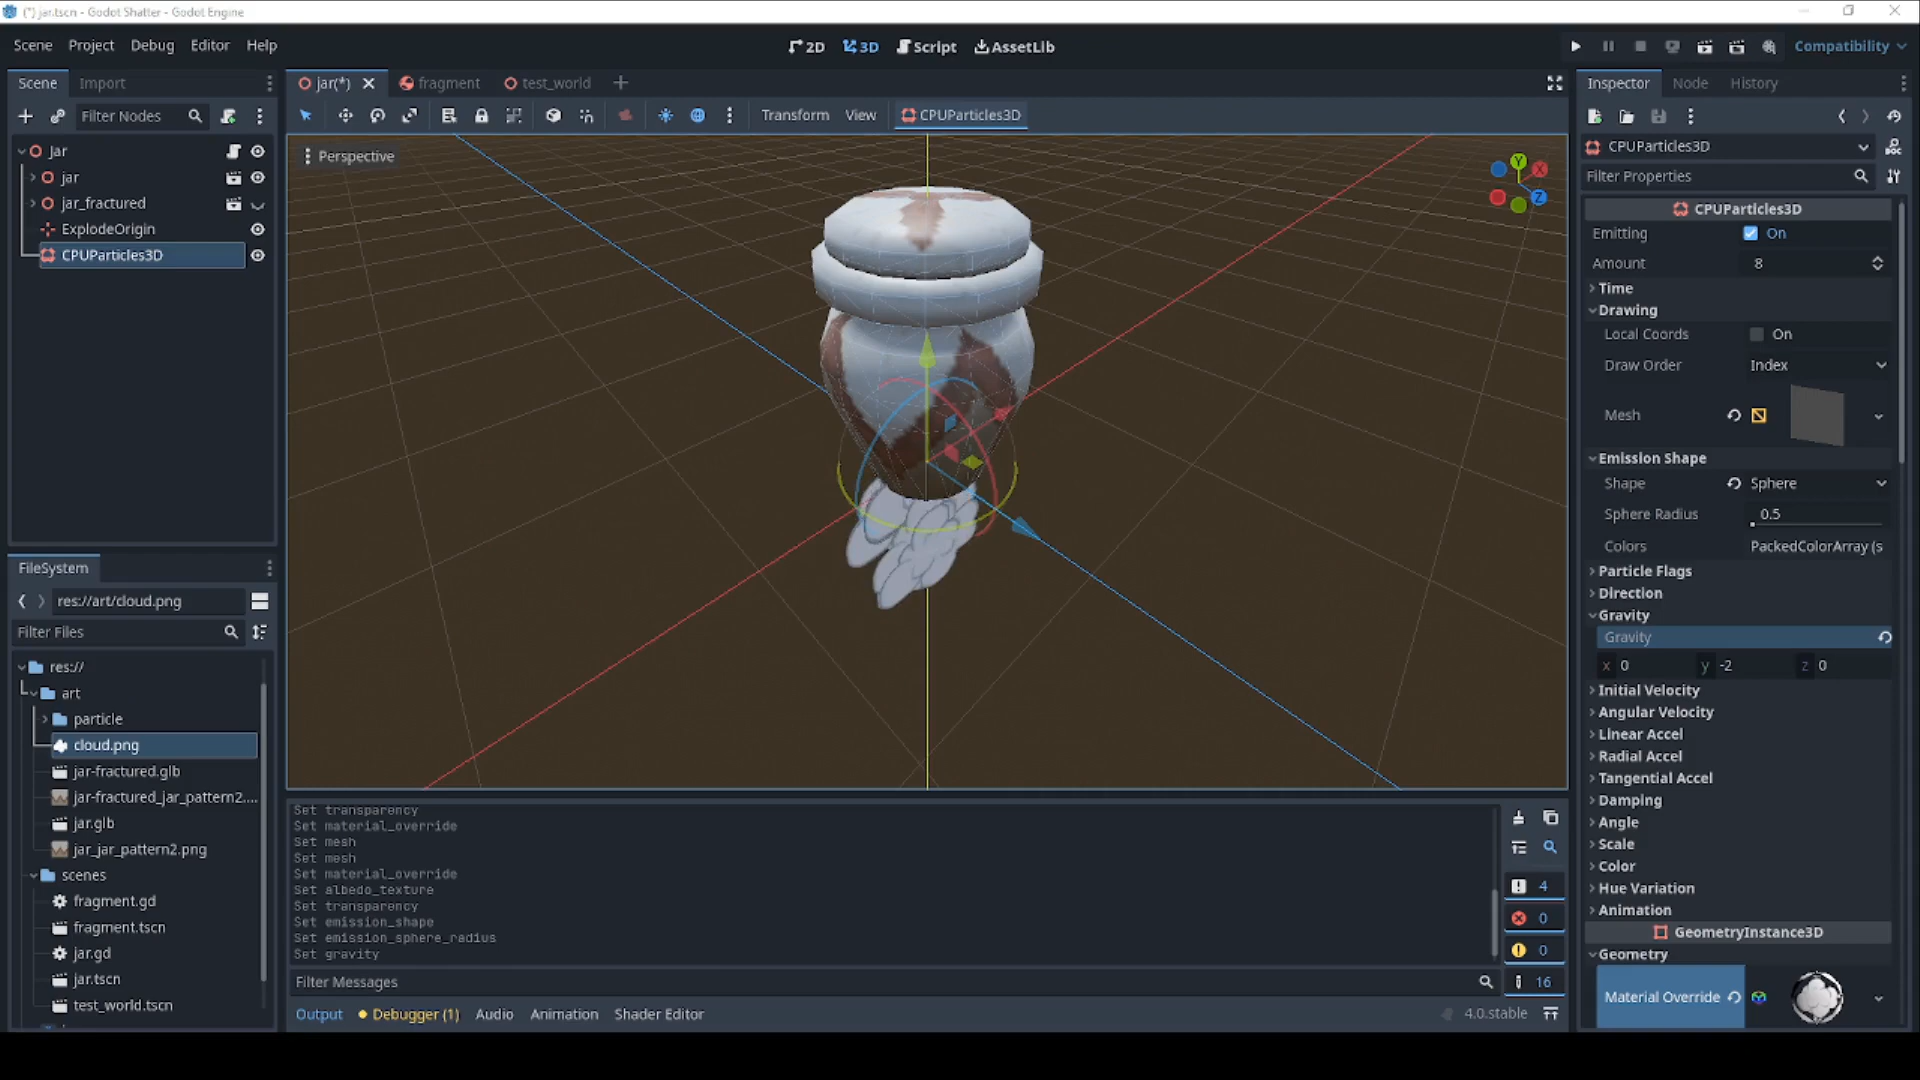 (*) jar.tscn - Godot Shatter - Godot Engine
Scene Project Debug Editor Help
2D 3D Script AssetLib
Compatibility
Scene Import
jar(*) fragment test_world
Inspector Node History
Filter Nodes
Transform View CPUParticles3D
Jar
jar
jar_fractured
ExplodeOrigin
CPUParticles3D
Perspective
Y X Z
CPUParticles3D
Filter Properties
CPUParticles3D
Emitting On
Amount 8
Time
Drawing
Local Coords On
Draw Order Index
Mesh
Emission Shape
Shape Sphere
Sphere Radius 0.5
Colors PackedColorArray (s
Particle Flags
Direction
Gravity
Gravity
x 0 y -2 z 0
Initial Velocity
Angular Velocity
Linear Accel
Radial Accel
Tangential Accel
Damping
Angle
Scale
Color
Hue Variation
Animation
GeometryInstance3D
Geometry
Material Override
FileSystem
res://art/cloud.png
Filter Files
res://
art
particle
cloud.png
jar-fractured.glb
jar-fractured_jar_pattern2....
jar.glb
jar_jar_pattern2.png
scenes
fragment.gd
fragment.tscn
jar.gd
jar.tscn
test_world.tscn
Set transparency
Set material_override
Set mesh
Set mesh
Set material_override
Set albedo_texture
Set transparency
Set emission_shape
Set emission_sphere_radius
Set gravity
4
0
0
16
Filter Messages
Output Debugger (1) Audio Animation Shader Editor
4.0.stable